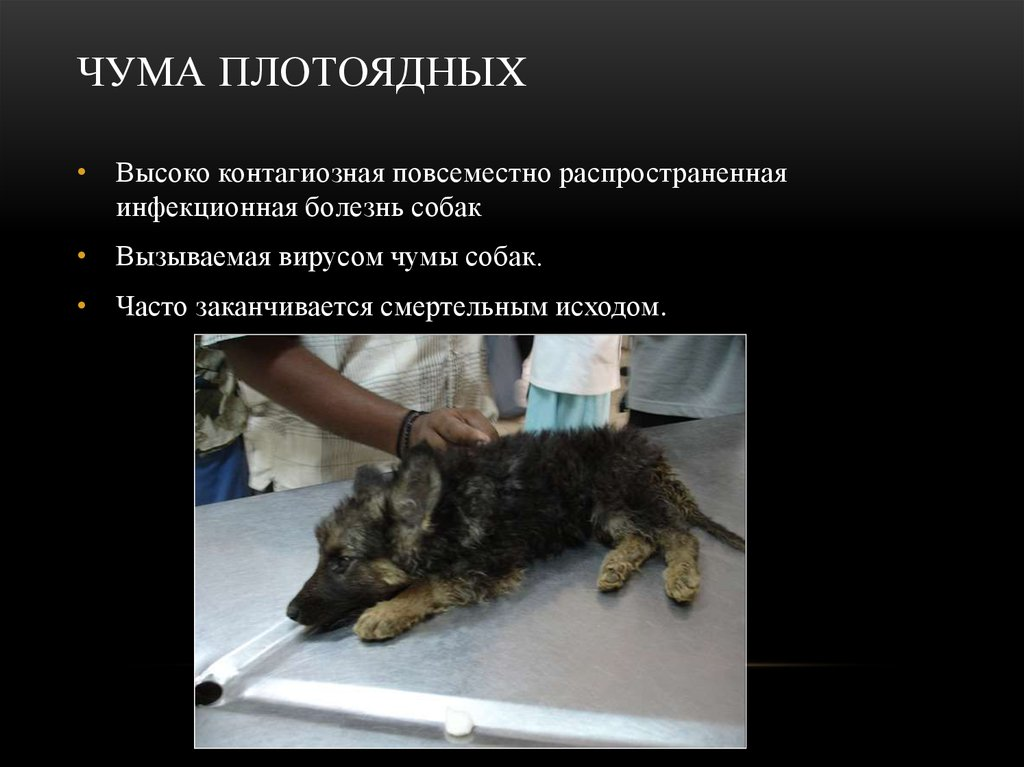 ЧУМА ПЛОТОЯДНЫХ
• Высоко контагиозная повсеместно распространенная
инфекционная болезнь собак
• Вызываемая вирусом чумы собак.
• Часто заканчивается смертельным исходом.